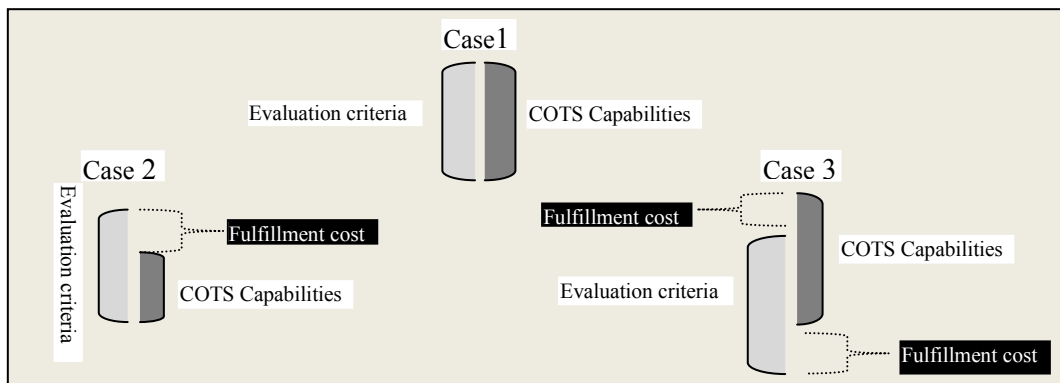 Case1
Evaluation criteria
COTS Capabilities
Case 2
Evaluation criteria
Fulfillment cost
COTS Capabilities
Case 3
Fulfillment cost
COTS Capabilities
Evaluation criteria
Fulfillment cost